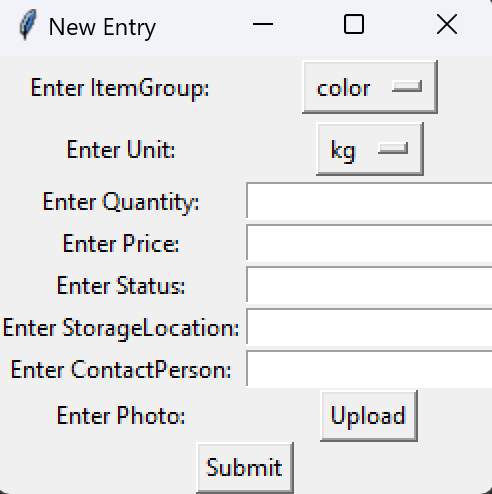 New Entry
Enter ItemGroup: color
Enter Unit: kg
Enter Quantity:
Enter Price:
Enter Status:
Enter StorageLocation:
Enter ContactPerson:
Enter Photo: Upload
Submit